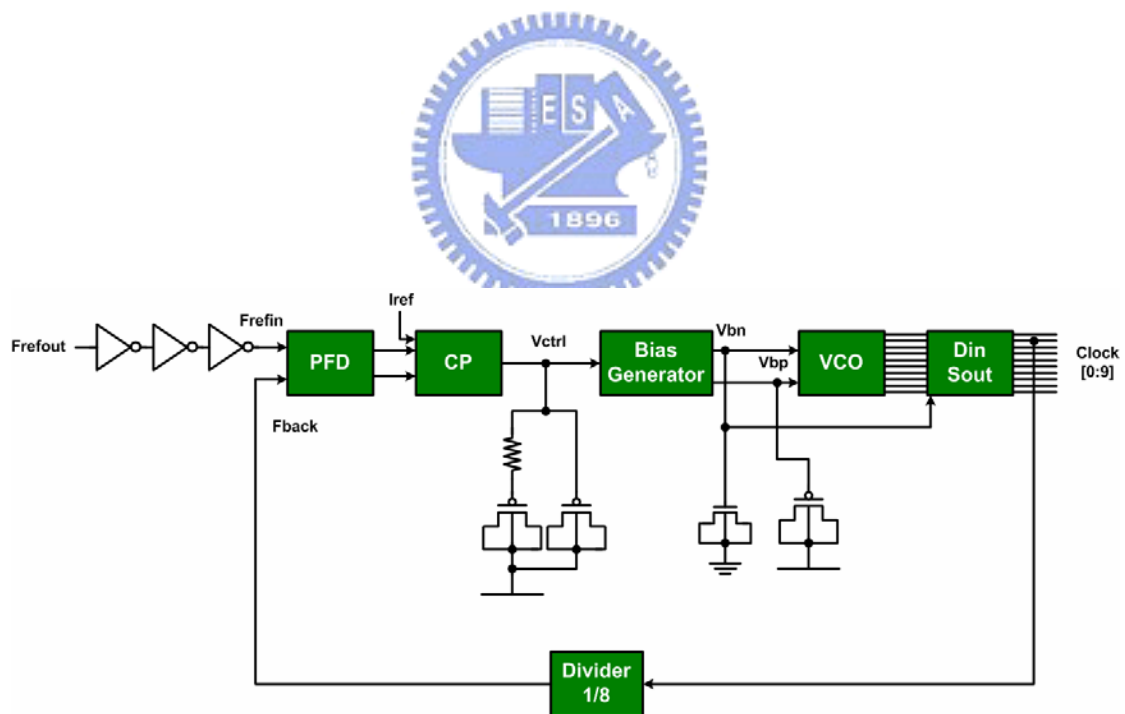 E S A
1896
Frefout
Frefin
PFD
Iref
CP
Vctrl
Bias
Generator
Vbn
Vbp
VCO
Din
Sout
Clock
[0:9]
Fback
Divider
1/8